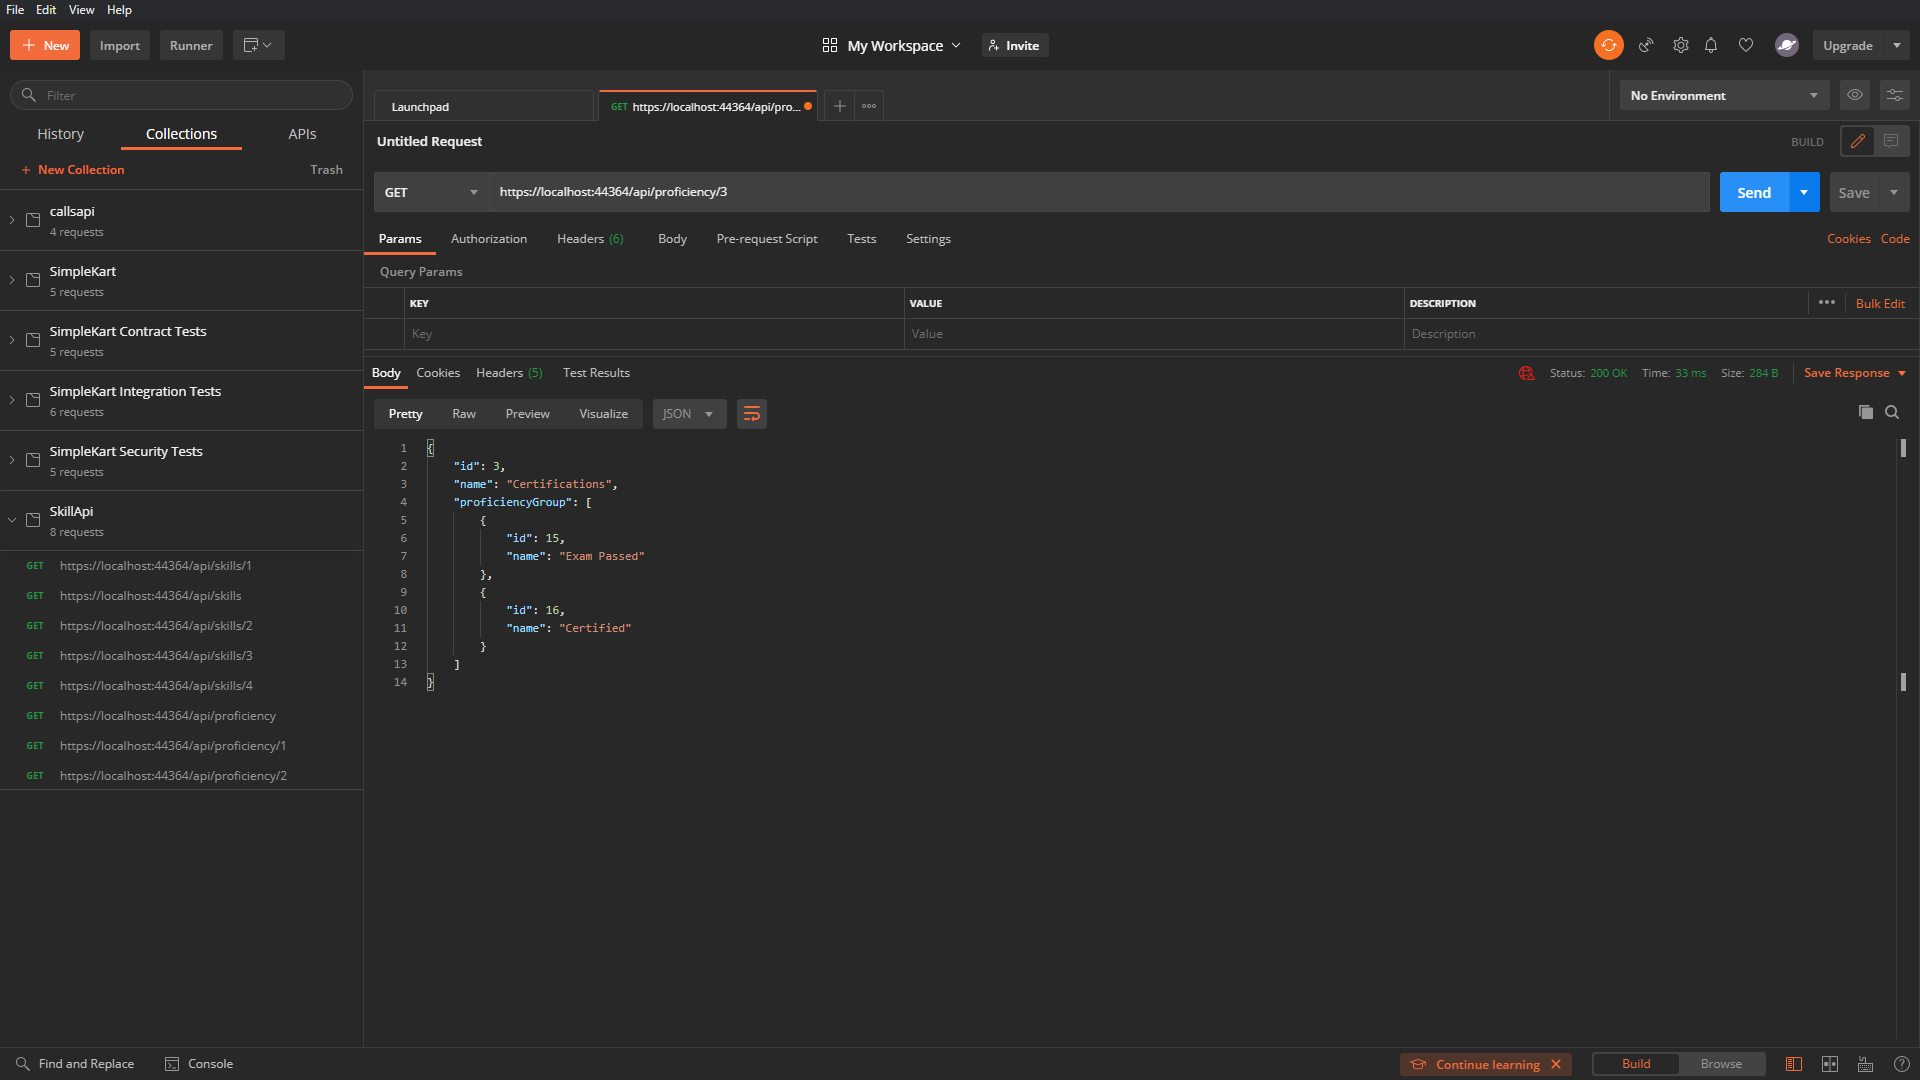 File Edit View Help
New Import Runner
My Workspace Invite
Upgrade
Filter
History Collections APIs
+ New Collection Trash
callsapi
4 requests
SimpleKart
5 requests
SimpleKart Contract Tests
5 requests
SimpleKart Integration Tests
6 requests
SimpleKart Security Tests
5 requests
SkillApi
8 requests
GET https://localhost:44364/api/skills/1
GET https://localhost:44364/api/skills
GET https://localhost:44364/api/skills/2
GET https://localhost:44364/api/skills/3
GET https://localhost:44364/api/skills/4
GET https://localhost:44364/api/proficiency
GET https://localhost:44364/api/proficiency/1
GET https://localhost:44364/api/proficiency/2
Launchpad GET https://localhost:44364/api/pro...
No Environment
Untitled Request BUILD
GET https://localhost:44364/api/proficiency/3 Send Save
Params Authorization Headers (6) Body Pre-request Script Tests Settings Cookies Code
Query Params
KEY VALUE DESCRIPTION Bulk Edit
Key Value Description
Body Cookies Headers (5) Test Results Status: 200 OK Time: 33 ms Size: 284 B Save Response
Pretty Raw Preview Visualize JSON
1 {
2 "id": 3,
3 "name": "Certifications",
4 "proficiencyGroup": [
5 {
6 "id": 15,
7 "name": "Exam Passed"
8 },
9 {
10 "id": 16,
11 "name": "Certified"
12 }
13 ]
14 }
Find and Replace Console Continue learning Build Browse